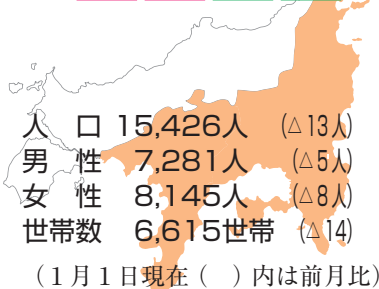 人 口 15,426人 (△13人)
男 性 7,281人 (△5人)
女 性 8,145人 (△8人)
世帯数 6,615世帯 (△14)
(1月1日現在( )内は前月比)